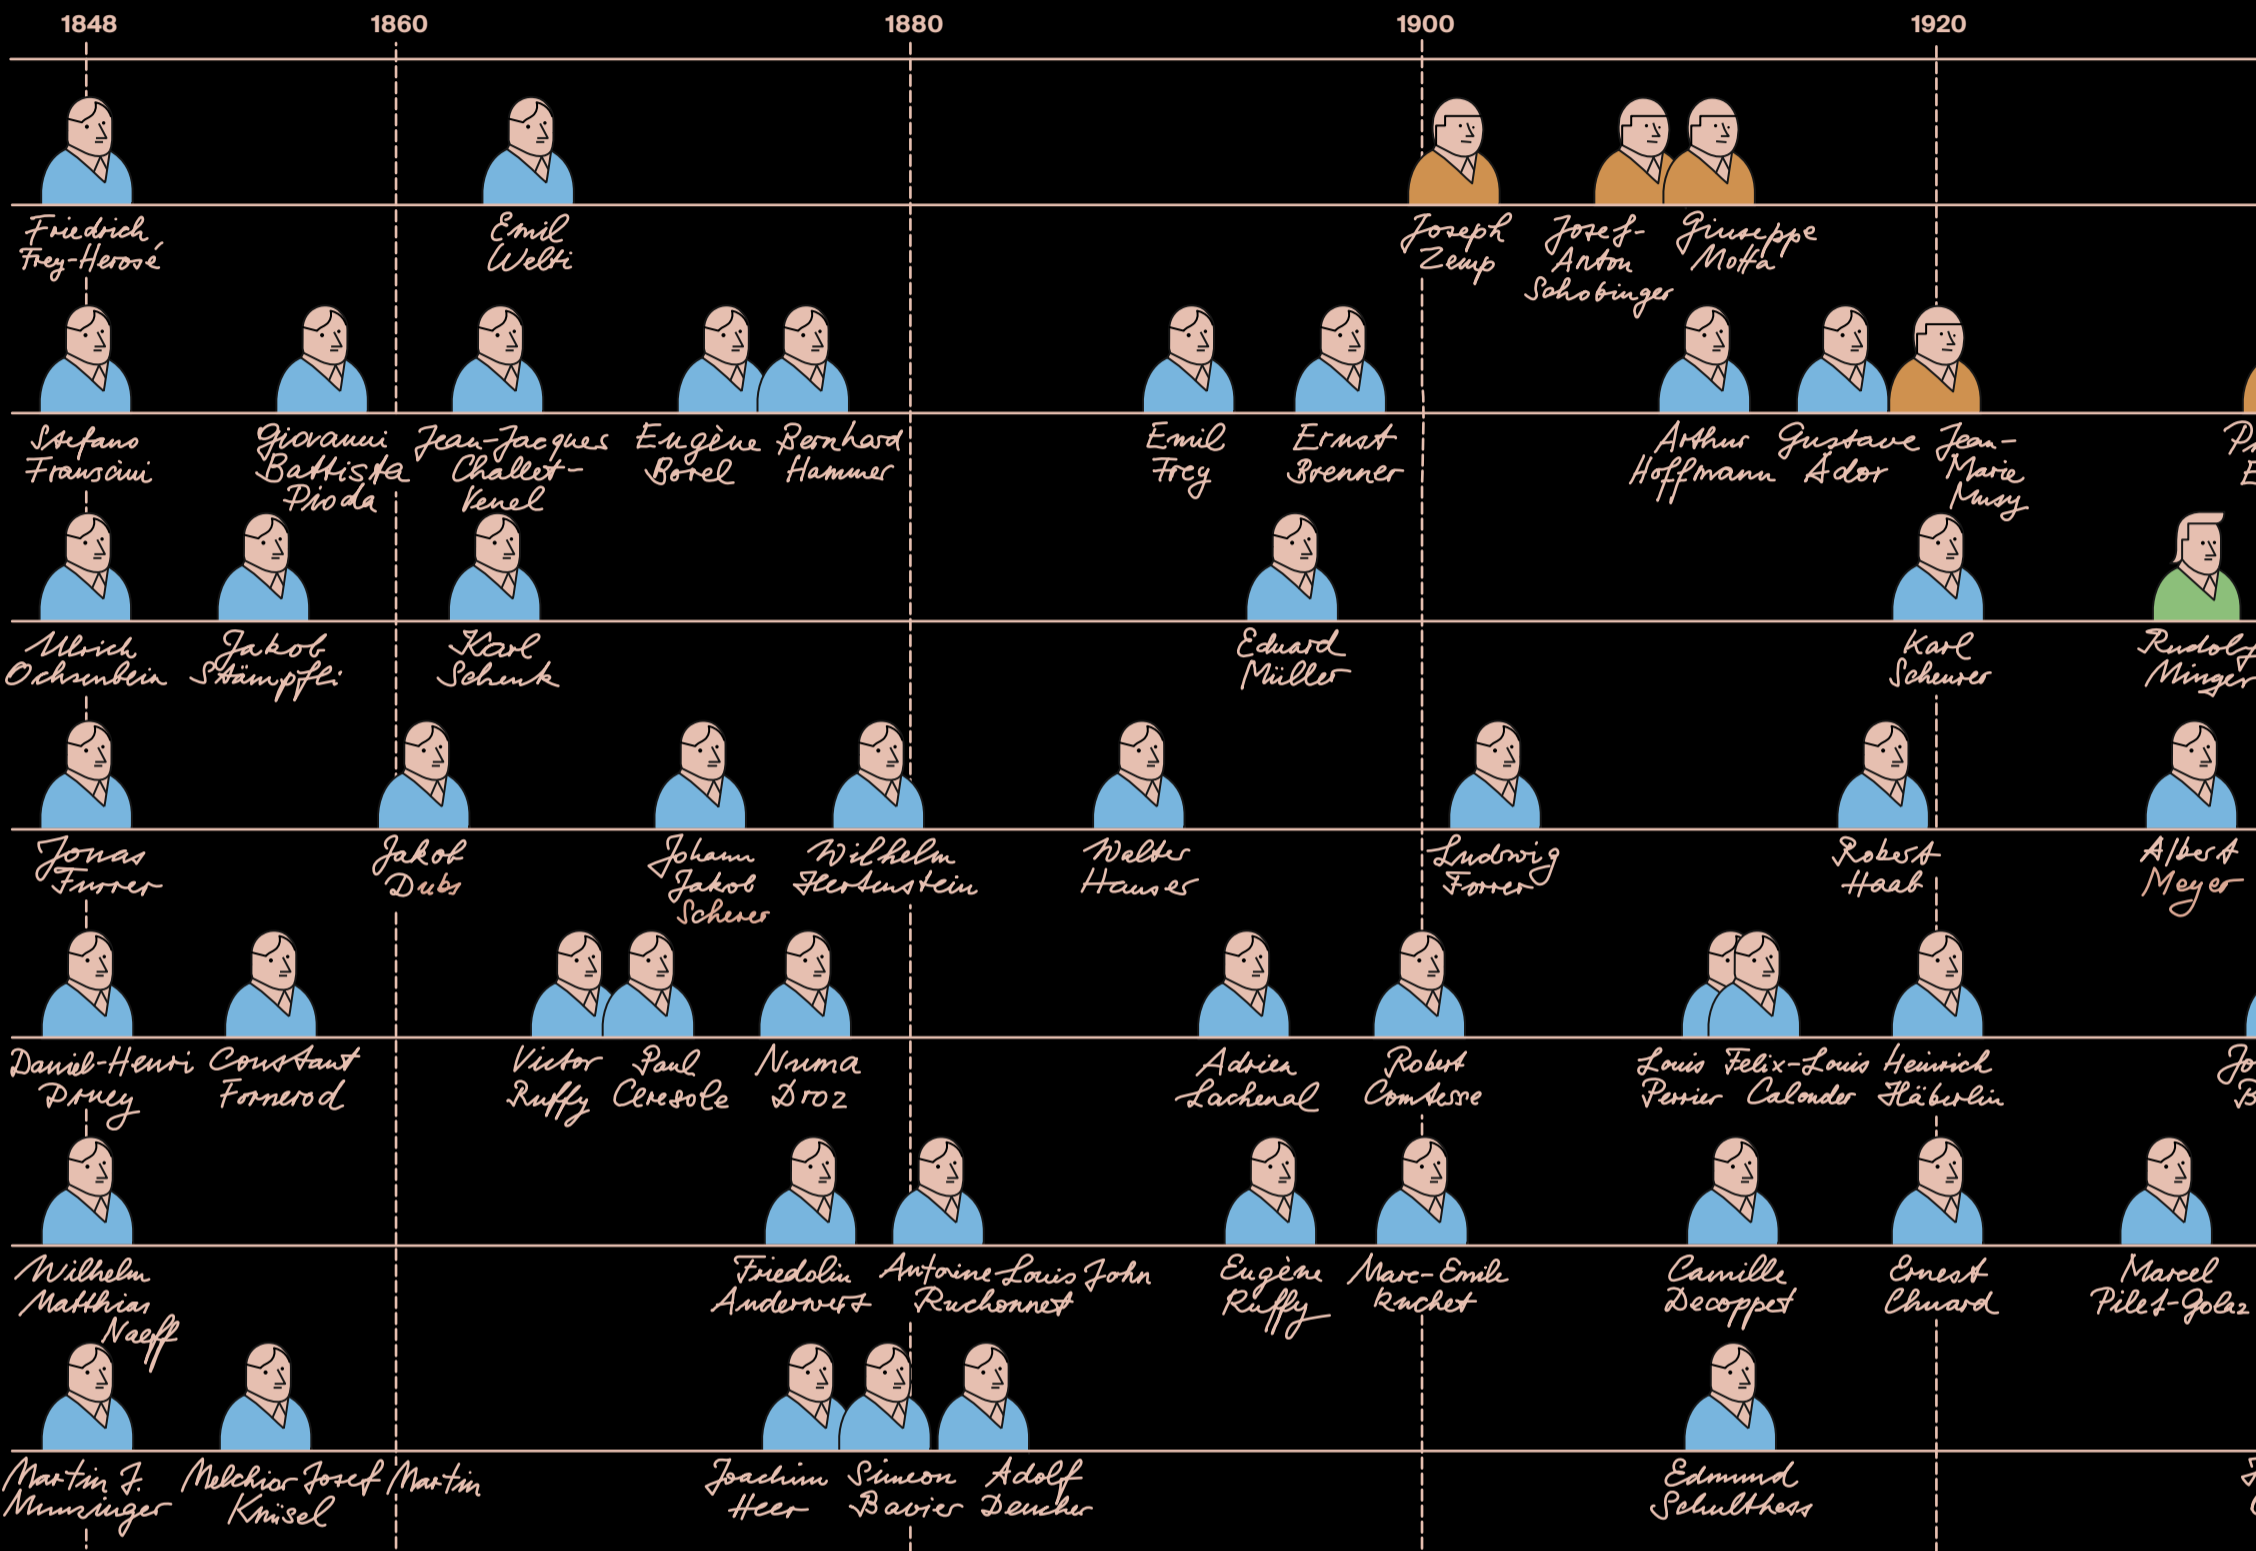 1848 1860 1880 1900 1920
Friedrich Emil Joseph Josef- Giuseppe
Frey-Herosé Welti Zemp Anton Motta
Schobinger
Stefano Giovanni Jean-Jacques Eugène Bernhard Emil Ernst Arthur Gustave Jean-
Franscini Battista Challet- Borel Hammer Frey Brenner Hoffmann Ador Marie
Pioda Venel Musy
Ulrich Jakob Karl Eduard Karl Rudolf
Ochsenbein Stämpfli Schenk Müller Scheurer Minger
Jonas Jakob Johann Wilhelm Walter Ludwig Robert Albert
Furrer Dubs Jakob Hertenstein Hauser Forrer Haab Meyer
Scherer
Daniel-Henri Constant Victor Paul Numa Adrien Robert Louis Felix-Louis Heinrich
Druey Fornerod Ruffy Ceresole Droz Lachenal Comtesse Perrier Calonder Häberlin
Wilhelm Friedolin Antoine Louis John Eugène Marc-Emile Camille Ernest Marcel
Matthias Anderwert Ruchonnet Ruffy Ruchet Decoppet Chuard Pilet-Golaz
Naeff
Martin J. Melchior Josef Martin Joachim Simeon Adolf Edmund
Munzinger Knüsel Heer Bavier Deucher Schulthess